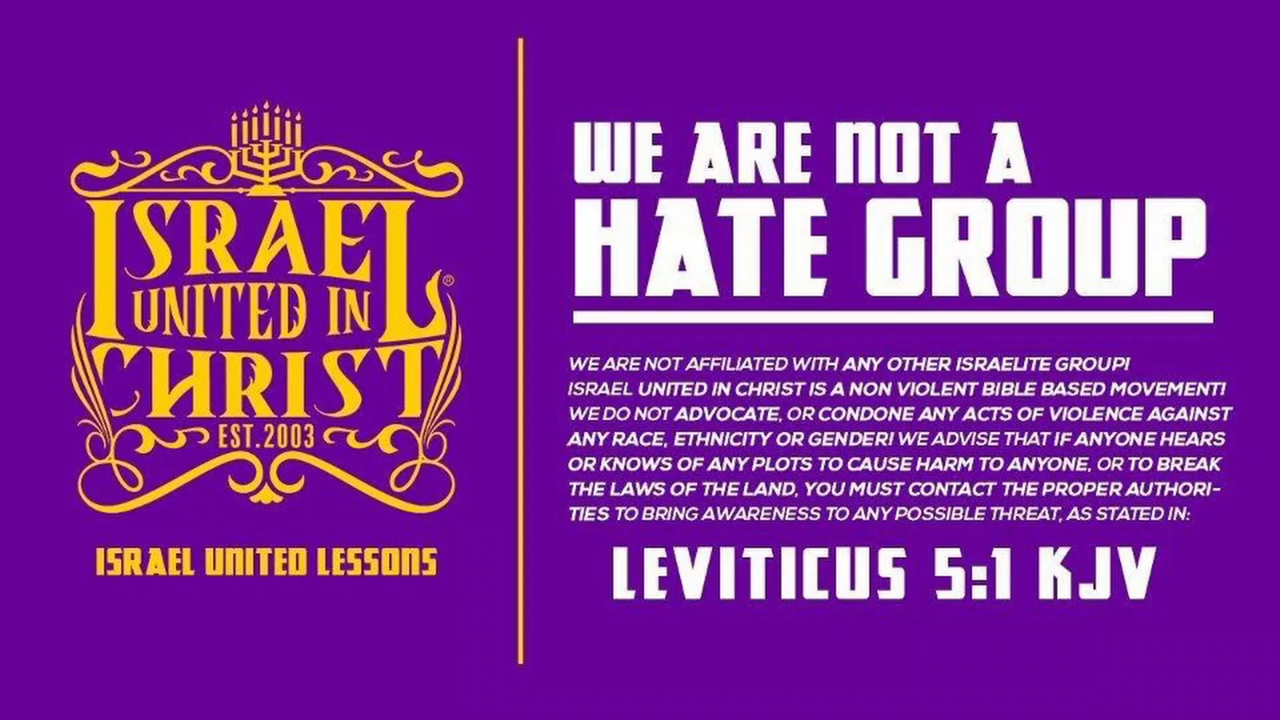 ISRAEL
UNITED IN
CHRIST
®
EST.2003
ISRAEL UNITED LESSONS
WE ARE NOT A
HATE GROUP
WE ARE NOT AFFILIATED WITH ANY OTHER ISRAELITE GROUP!
ISRAEL UNITED IN CHRIST IS A NON VIOLENT BIBLE BASED MOVEMENT!
WE DO NOT ADVOCATE, OR CONDONE ANY ACTS OF VIOLENCE AGAINST
ANY RACE, ETHNICITY OR GENDER! WE ADVISE THAT IF ANYONE HEARS
OR KNOWS OF ANY PLOTS TO CAUSE HARM TO ANYONE, OR TO BREAK
THE LAWS OF THE LAND, YOU MUST CONTACT THE PROPER AUTHORI-
TIES TO BRING AWARENESS TO ANY POSSIBLE THREAT, AS STATED IN:
LEVITICUS 5:1 KJV